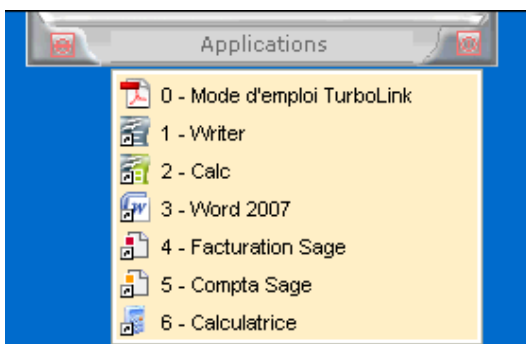 Applications
0 - Mode d'emploi TurboLink
1 - Writer
2 - Calc
3 - Word 2007
4 - Facturation Sage
5 - Compta Sage
6 - Calculatrice